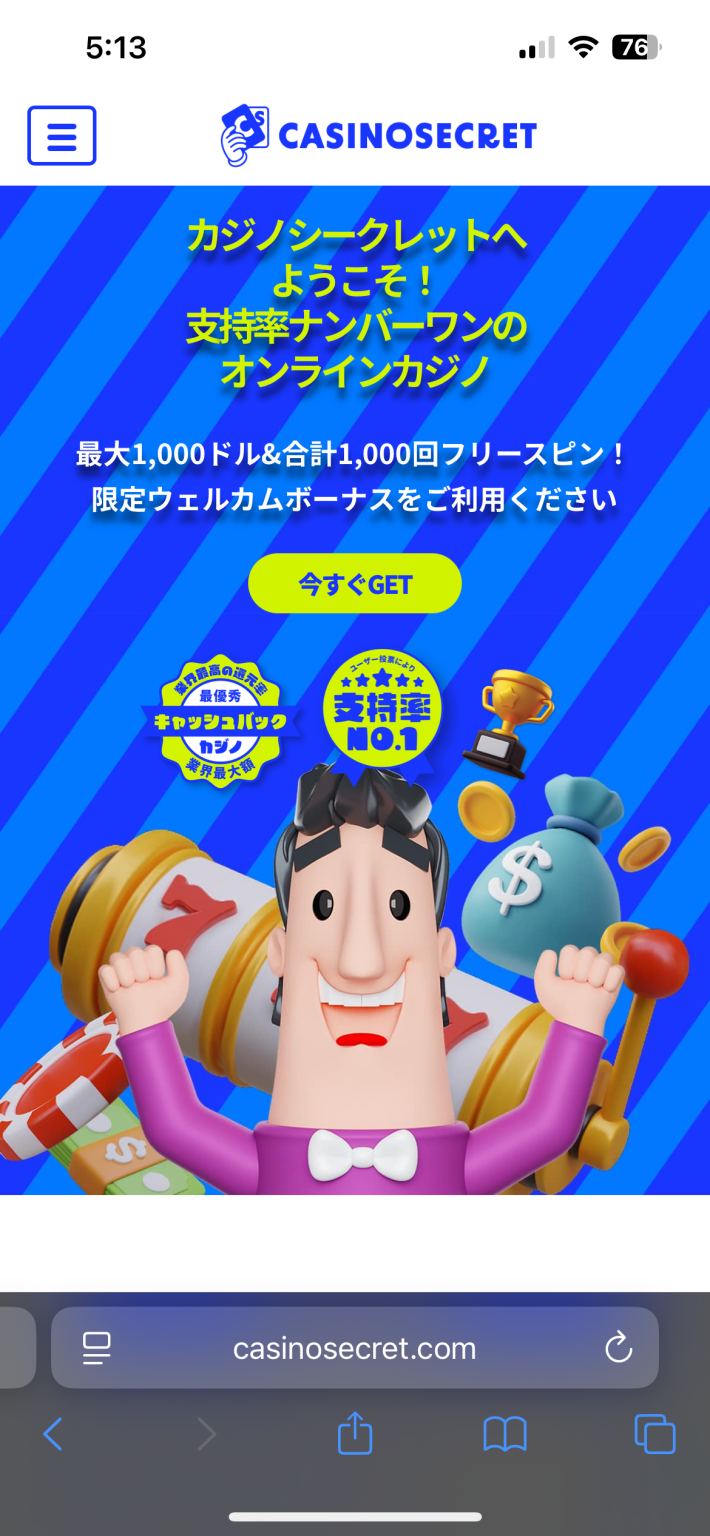 5:13
76
CS
CASINOSECRET
カジノシークレットへ
ようこそ！
支持率ナンバーワンの
オンラインカジノ
最大1,000ドル&合計1,000回フリースピン！
限定ウェルカムボーナスをご利用ください
今すぐGET
業界最高の還元率
最優秀
キャッシュバック
カジノ
業界最大額
ユーザー投票により
支持率
NO.1
$
7
7
$
casinosecret.com